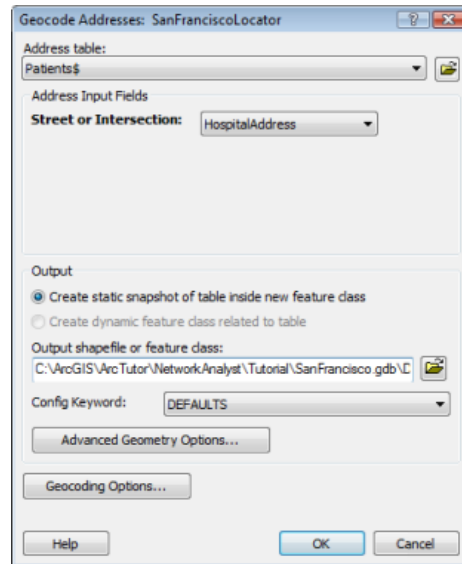 Geocode Addresses: SanFranciscoLocator
Address table:
Patients$
Address Input Fields
Street or Intersection: HospitalAddress
Output
Create static snapshot of table inside new feature class
Create dynamic feature class related to table
Output shapefile or feature class:
C:\ArcGIS\ArcTutor\NetworkAnalyst\Tutorial\SanFrancisco.gdb\D
Config Keyword: DEFAULTS
Advanced Geometry Options...
Geocoding Options...
Help OK Cancel